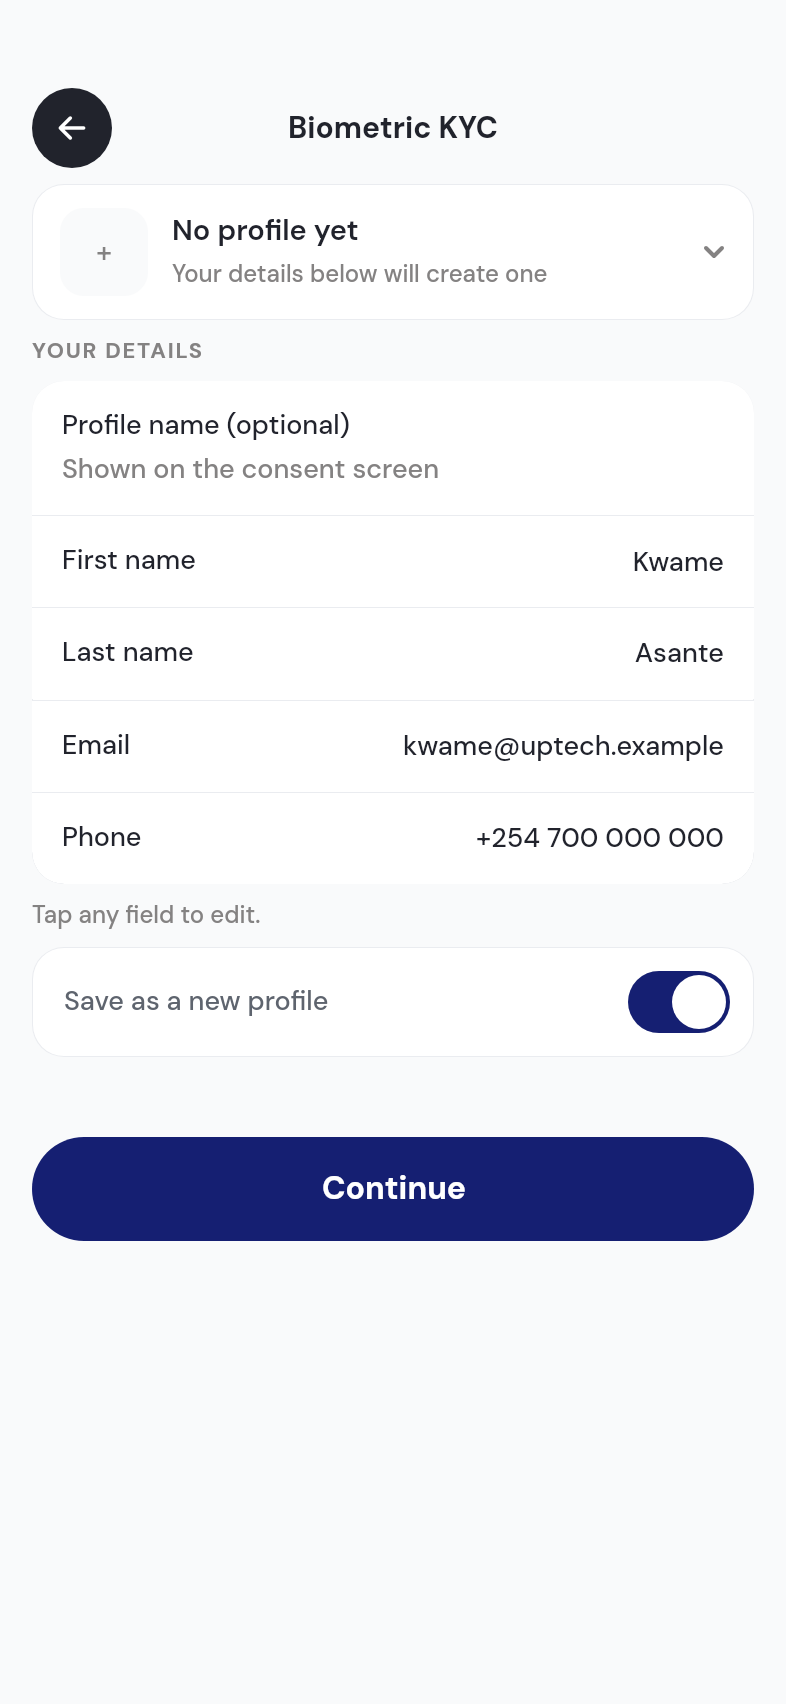 Biometric KYC
+
No profile yet
Your details below will create one
YOUR DETAILS
Profile name (optional)
Shown on the consent screen
First name
Kwame
Last name
Asante
Email
kwame@uptech.example
Phone
+254 700 000 000
Tap any field to edit.
Save as a new profile
Continue